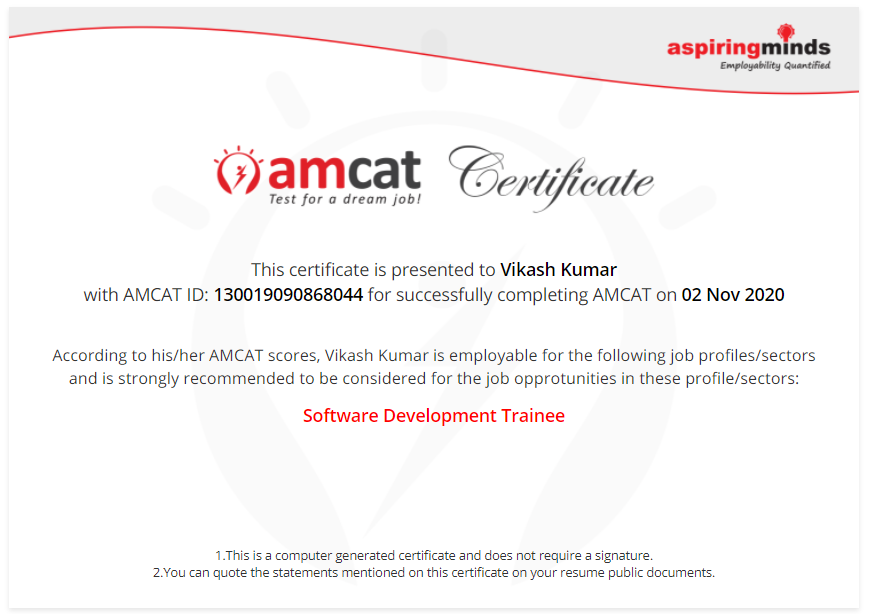 aspiringminds
Employability Quantified
amcat Certificate
Test for a dream job!
This certificate is presented to Vikash Kumar
with AMCAT ID: 130019090868044 for successfully completing AMCAT on 02 Nov 2020
According to his/her AMCAT scores, Vikash Kumar is employable for the following job profiles/sectors
and is strongly recommended to be considered for the job opprotunities in these profile/sectors:
Software Development Trainee
1.This is a computer generated certificate and does not require a signature.
2.You can quote the statements mentioned on this certificate on your resume public documents.